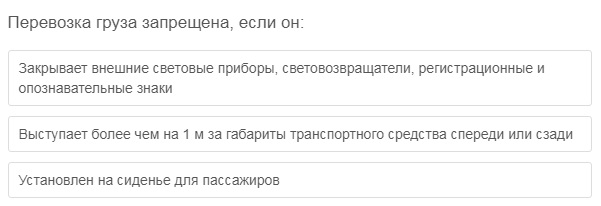 Перевозка груза запрещена, если он:
Закрывает внешние световые приборы, световозвращатели, регистрационные и
опознавательные знаки
Выступает более чем на 1 м за габариты транспортного средства спереди или сзади
Установлен на сиденье для пассажиров